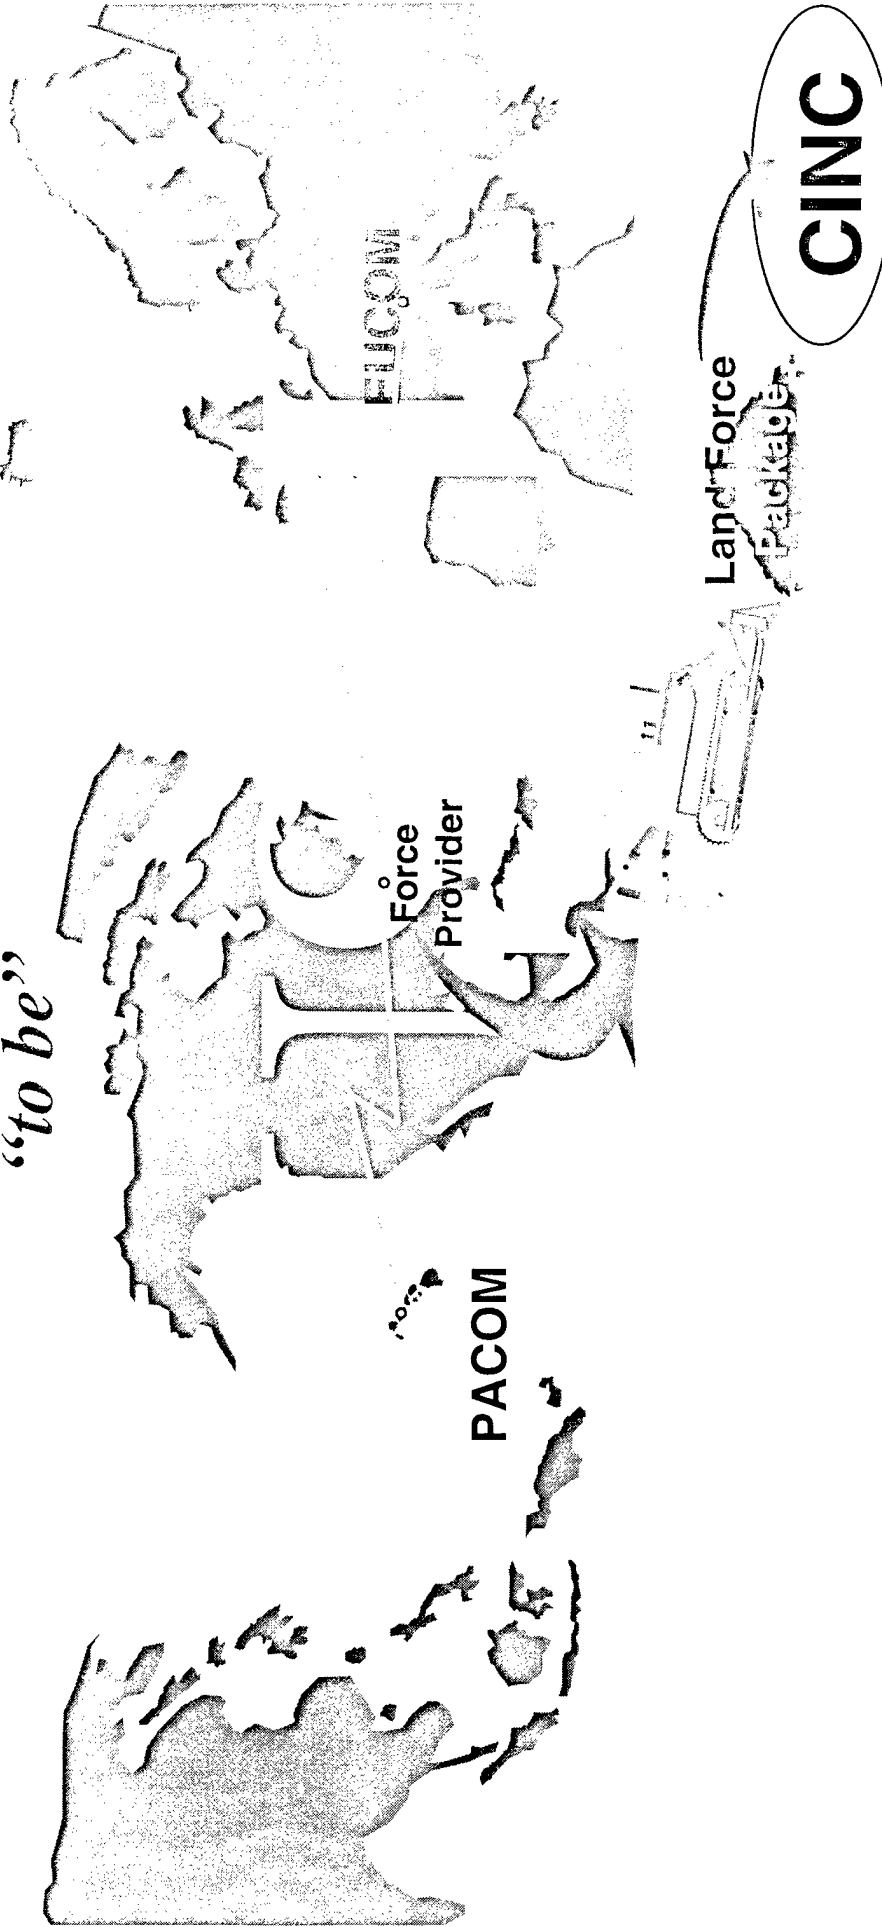 “to be”
EUCOM
Force
Provider
PACOM
Land Force
Package
CINC